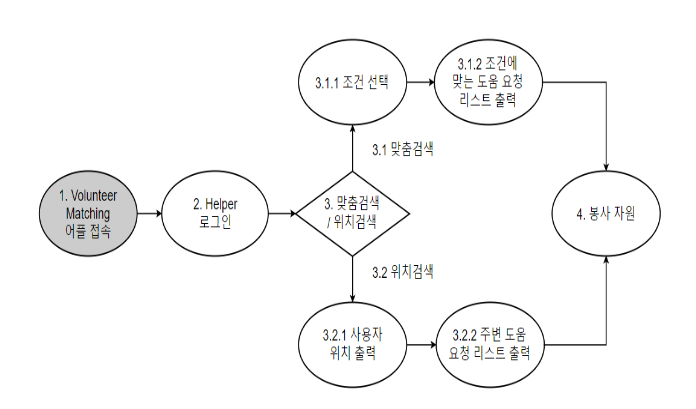 1. Volunteer
Matching
어플 접속
2. Helper
로그인
3. 맞춤검색
/ 위치검색
3.1 맞춤검색
3.1.1 조건 선택
3.1.2 조건에
맞는 도움 요청
리스트 출력
3.2 위치검색
3.2.1 사용자
위치 출력
3.2.2 주변 도움
요청 리스트 출력
4. 봉사 자원